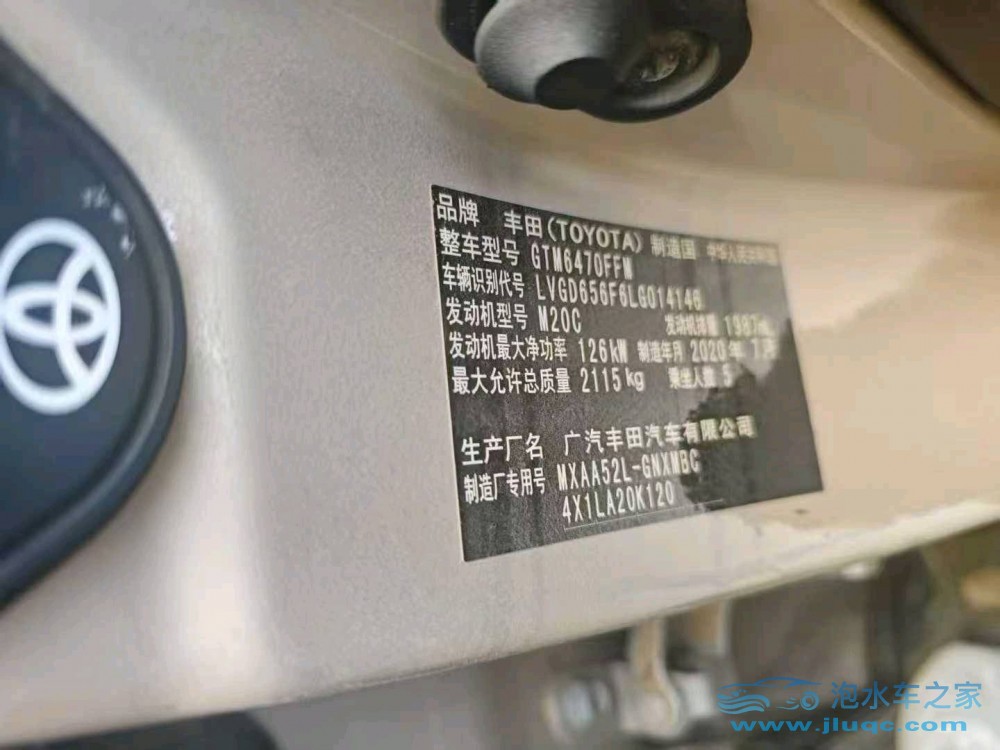 品牌 丰田(TOYOTA) 制造国 中华人民共和国
整车型号 GTM6470FFM
车辆识别代号 LVGD656F6LG014146
发动机型号 M20C 发动机排量 1987mL
发动机最大净功率 126kW 制造年月 2020年7月
最大允许总质量 2115kg 乘坐人数 5
生产厂名 广汽丰田汽车有限公司
制造厂专用号 MXAA52L-GNXMBC
4X1LA20K120
泡水车之家
www.jluqc.com